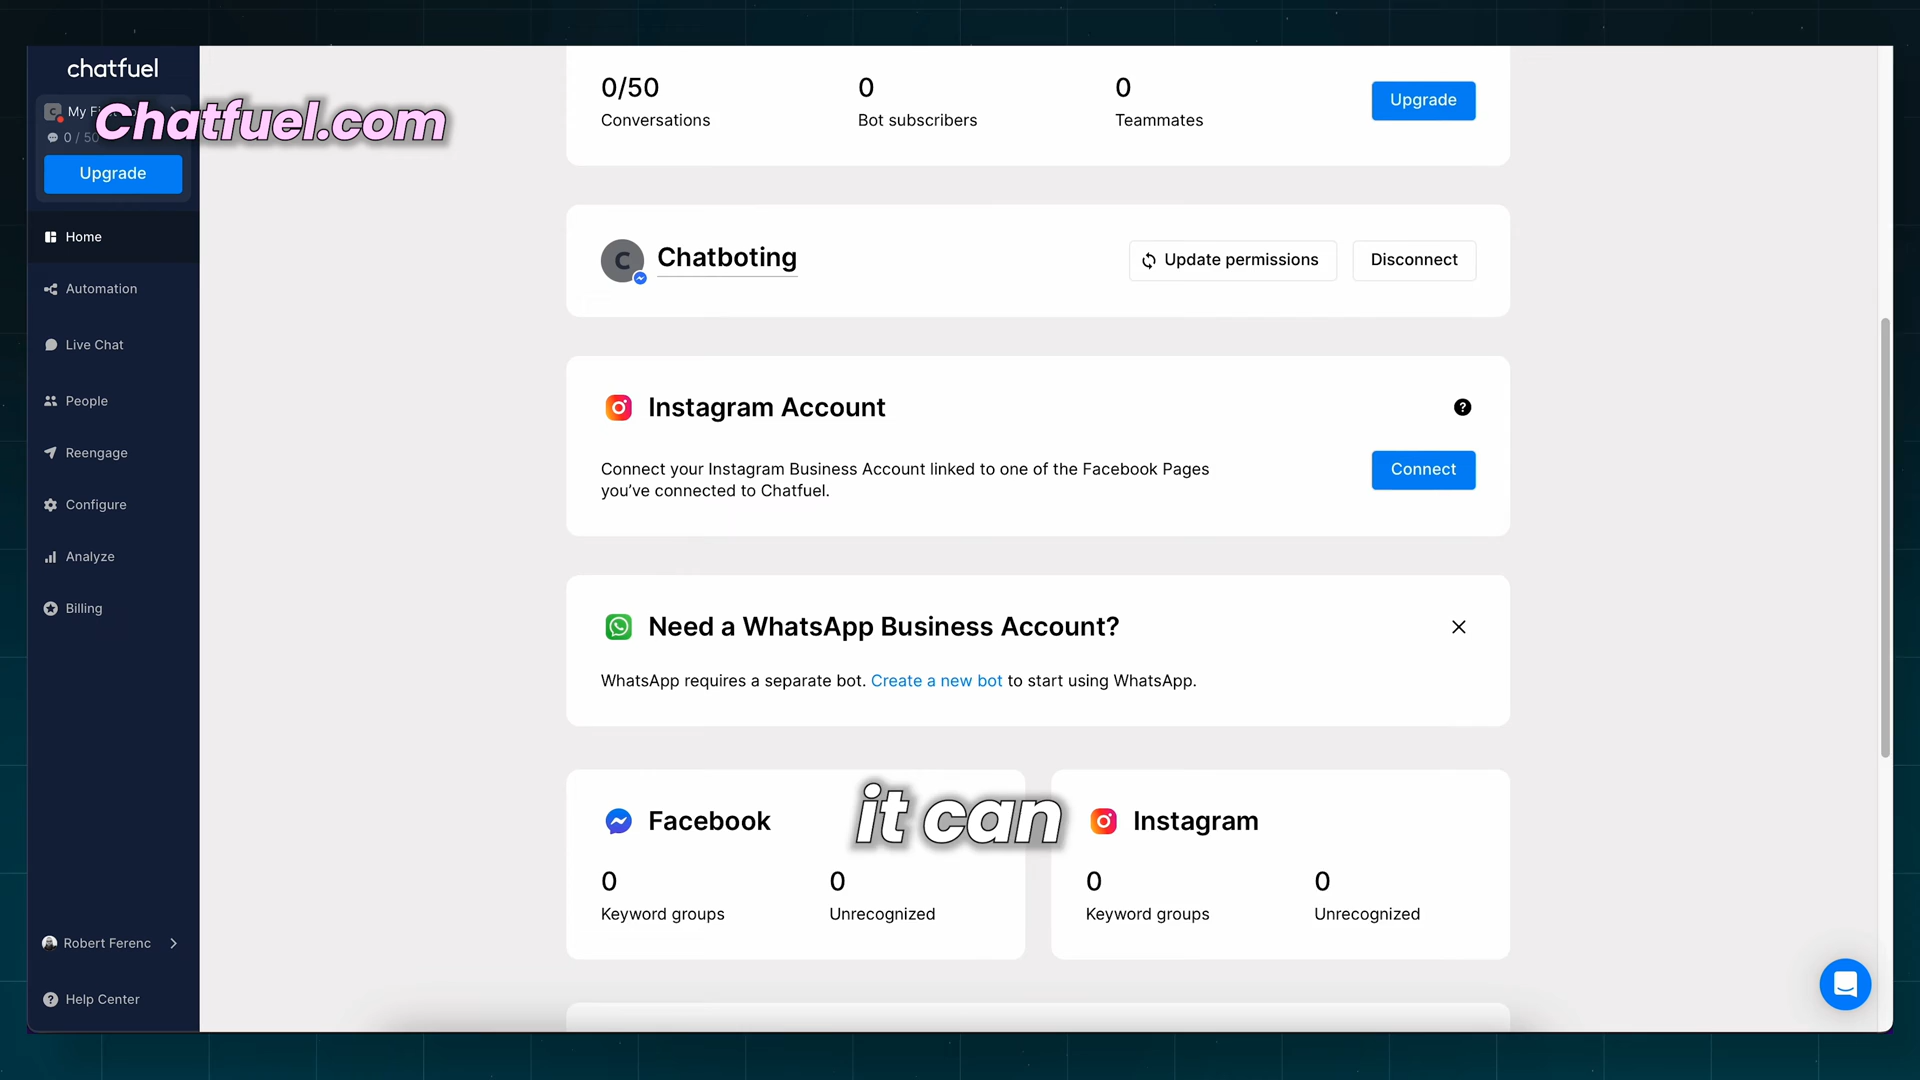 chatfuel
My Fi
Chatfuel.com
0 / 50
Upgrade
Home
Automation
Live Chat
People
Reengage
Configure
Analyze
Billing
Robert Ferenc
Help Center
0/50
Conversations
0
Bot subscribers
0
Teammates
Upgrade
C
Chatboting
Update permissions
Disconnect
Instagram Account
?
Connect your Instagram Business Account linked to one of the Facebook Pages
you've connected to Chatfuel.
Connect
Need a WhatsApp Business Account?
WhatsApp requires a separate bot. Create a new bot to start using WhatsApp.
Facebook
0
Keyword groups
0
Unrecognized
it can
Instagram
0
Keyword groups
0
Unrecognized